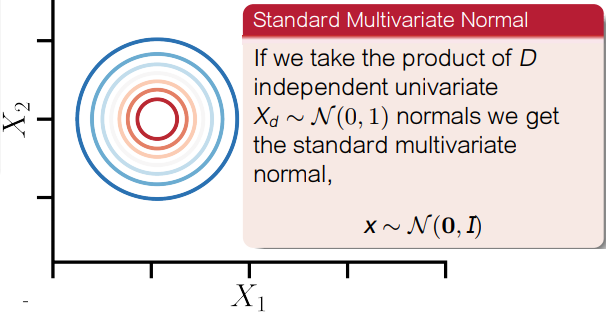 Standard Multivariate Normal
If we take the product of D
independent univariate
X_d ∼ 𝒩(0, 1) normals we get
the standard multivariate
normal,
x ∼ 𝒩(𝟎, I)
X_2
X_1